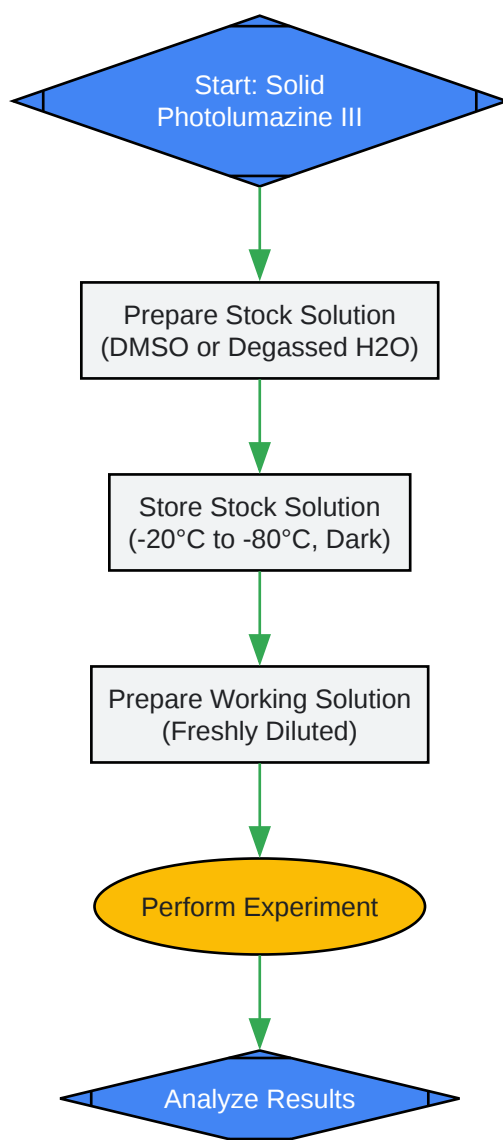 Start: Solid
Photolumazine III
Prepare Stock Solution
(DMSO or Degassed H2O)
Store Stock Solution
(-20°C to -80°C, Dark)
Prepare Working Solution
(Freshly Diluted)
Perform Experiment
Analyze Results